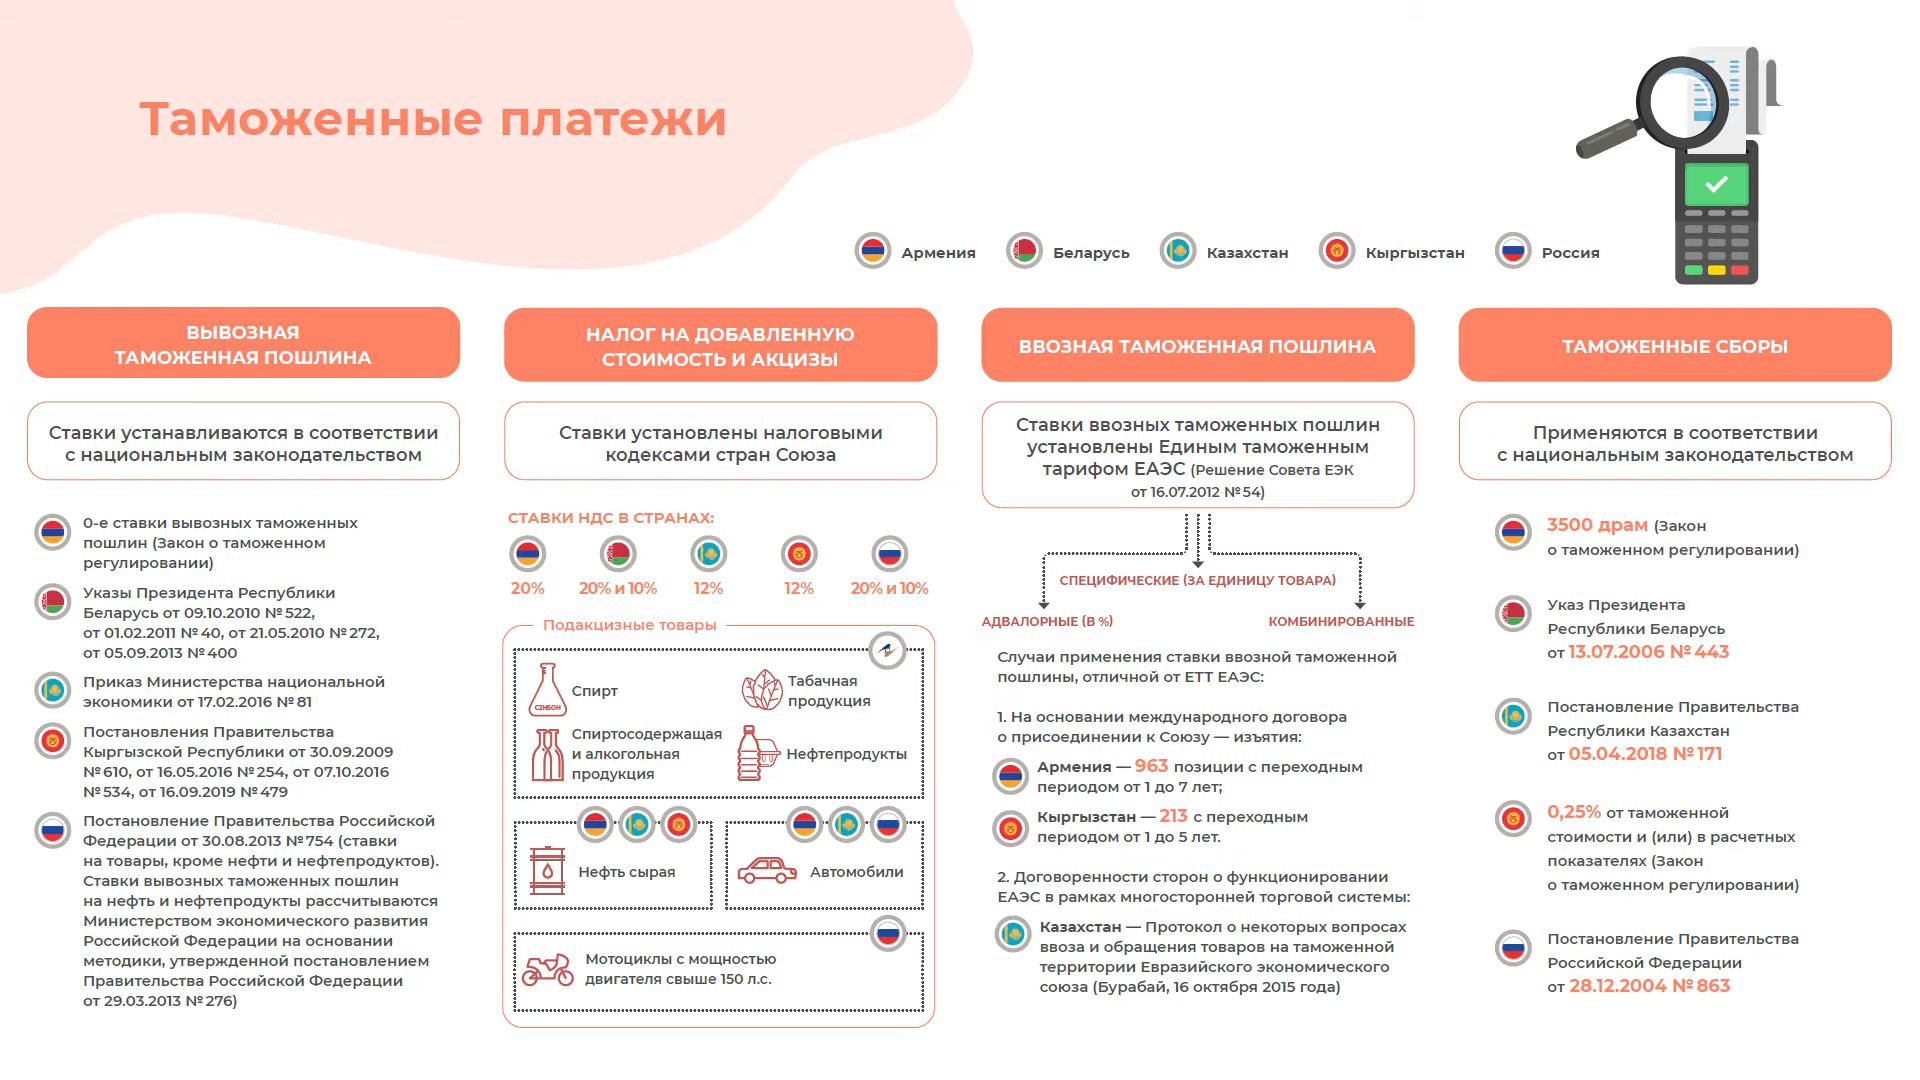 Таможенные платежи
Армения
Беларусь
Казахстан
Кыргызстан
Россия
ВЫВОЗНАЯ
ТАМОЖЕННАЯ ПОШЛИНА
Ставки устанавливаются в соответствии
с национальным законодательством
0-е ставки вывозных таможенных
пошлин (Закон о таможенном
регулировании)
Указы Президента Республики
Беларусь от 09.10.2010 № 522,
от 01.02.2011 № 40, от 21.05.2010 № 272,
от 05.09.2013 № 400
Приказ Министерства национальной
экономики от 17.02.2016 № 81
Постановления Правительства
Кыргызской Республики от 30.09.2009
№ 610, от 16.05.2016 № 254, от 07.10.2016
№ 534, от 16.09.2019 № 479
Постановление Правительства Российской
Федерации от 30.08.2013 № 754 (ставки
на товары, кроме нефти и нефтепродуктов).
Ставки вывозных таможенных пошлин
на нефть и нефтепродукты рассчитываются
Министерством экономического развития
Российской Федерации на основании
методики, утвержденной постановлением
Правительства Российской Федерации
от 29.03.2013 № 276)
НАЛОГ НА ДОБАВЛЕННУЮ
СТОИМОСТЬ И АКЦИЗЫ
Ставки установлены налоговыми
кодексами стран Союза
СТАВКИ НДС В СТРАНАХ:
20%
20% и 10%
12%
12%
20% и 10%
Подакцизные товары
C2H5OH
Спирт
Табачная
продукция
Спиртосодержащая
и алкогольная
продукция
Нефтепродукты
Нефть сырая
Автомобили
Мотоциклы с мощностью
двигателя свыше 150 л.с.
ВВОЗНАЯ ТАМОЖЕННАЯ ПОШЛИНА
Ставки ввозных таможенных пошлин
установлены Единым таможенным
тарифом ЕАЭС (Решение Совета ЕЭК
от 16.07.2012 № 54)
СПЕЦИФИЧЕСКИЕ (ЗА ЕДИНИЦУ ТОВАРА)
АДВАЛОРНЫЕ (В %)
КОМБИНИРОВАННЫЕ
Случаи применения ставки ввозной таможенной
пошлины, отличной от ЕТТ ЕАЭС:
1. На основании международного договора
о присоединении к Союзу — изъятия:
Армения — 963 позиции с переходным
периодом от 1 до 7 лет;
Кыргызстан — 213 с переходным
периодом от 1 до 5 лет.
2. Договоренности сторон о функционировании
ЕАЭС в рамках многосторонней торговой системы:
Казахстан — Протокол о некоторых вопросах
ввоза и обращения товаров на таможенной
территории Евразийского экономического
союза (Бурабай, 16 октября 2015 года)
ТАМОЖЕННЫЕ СБОРЫ
Применяются в соответствии
с национальным законодательством
3500 драм (Закон
о таможенном регулировании)
Указ Президента
Республики Беларусь
от 13.07.2006 № 443
Постановление Правительства
Республики Казахстан
от 05.04.2018 № 171
0,25% от таможенной
стоимости и (или) в расчетных
показателях (Закон
о таможенном регулировании)
Постановление Правительства
Российской Федерации
от 28.12.2004 № 863